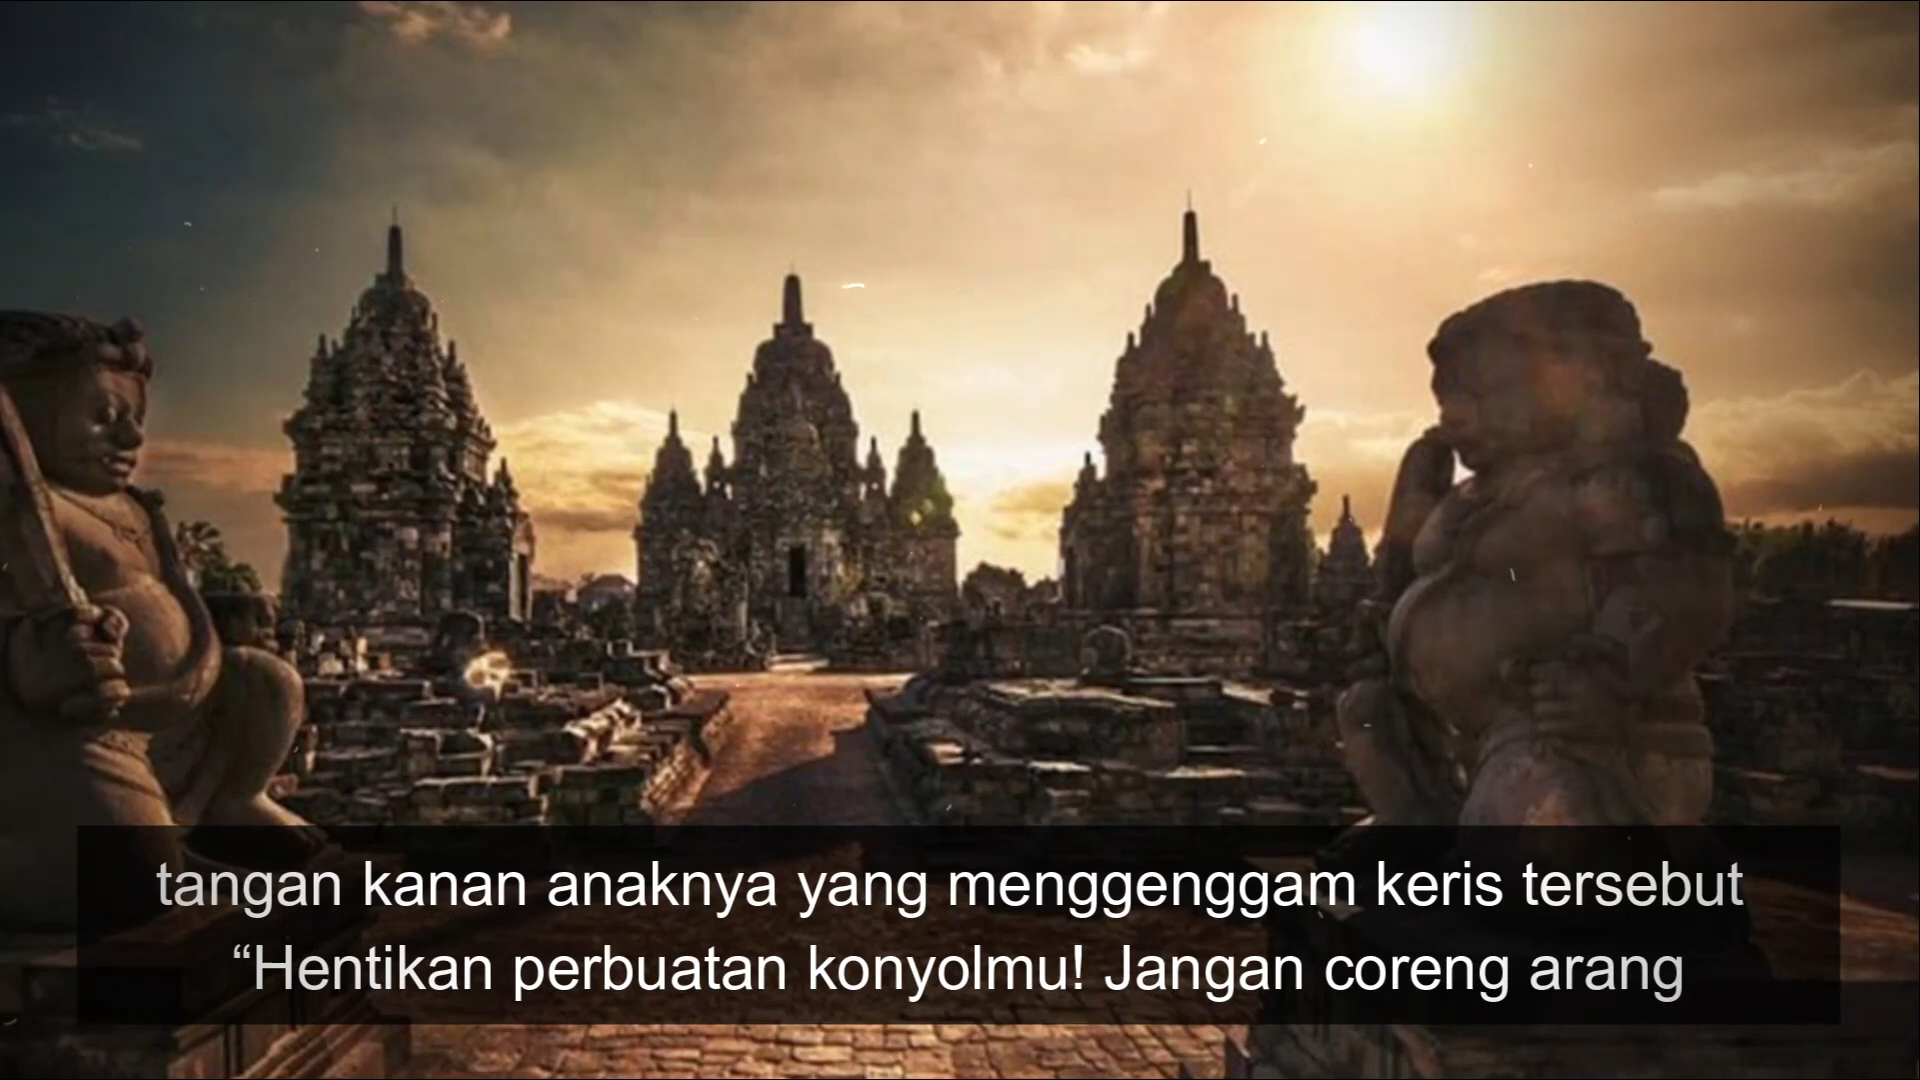 tangan kanan anaknya yang menggenggam keris tersebut
“Hentikan perbuatan konyolmu! Jangan coreng arang